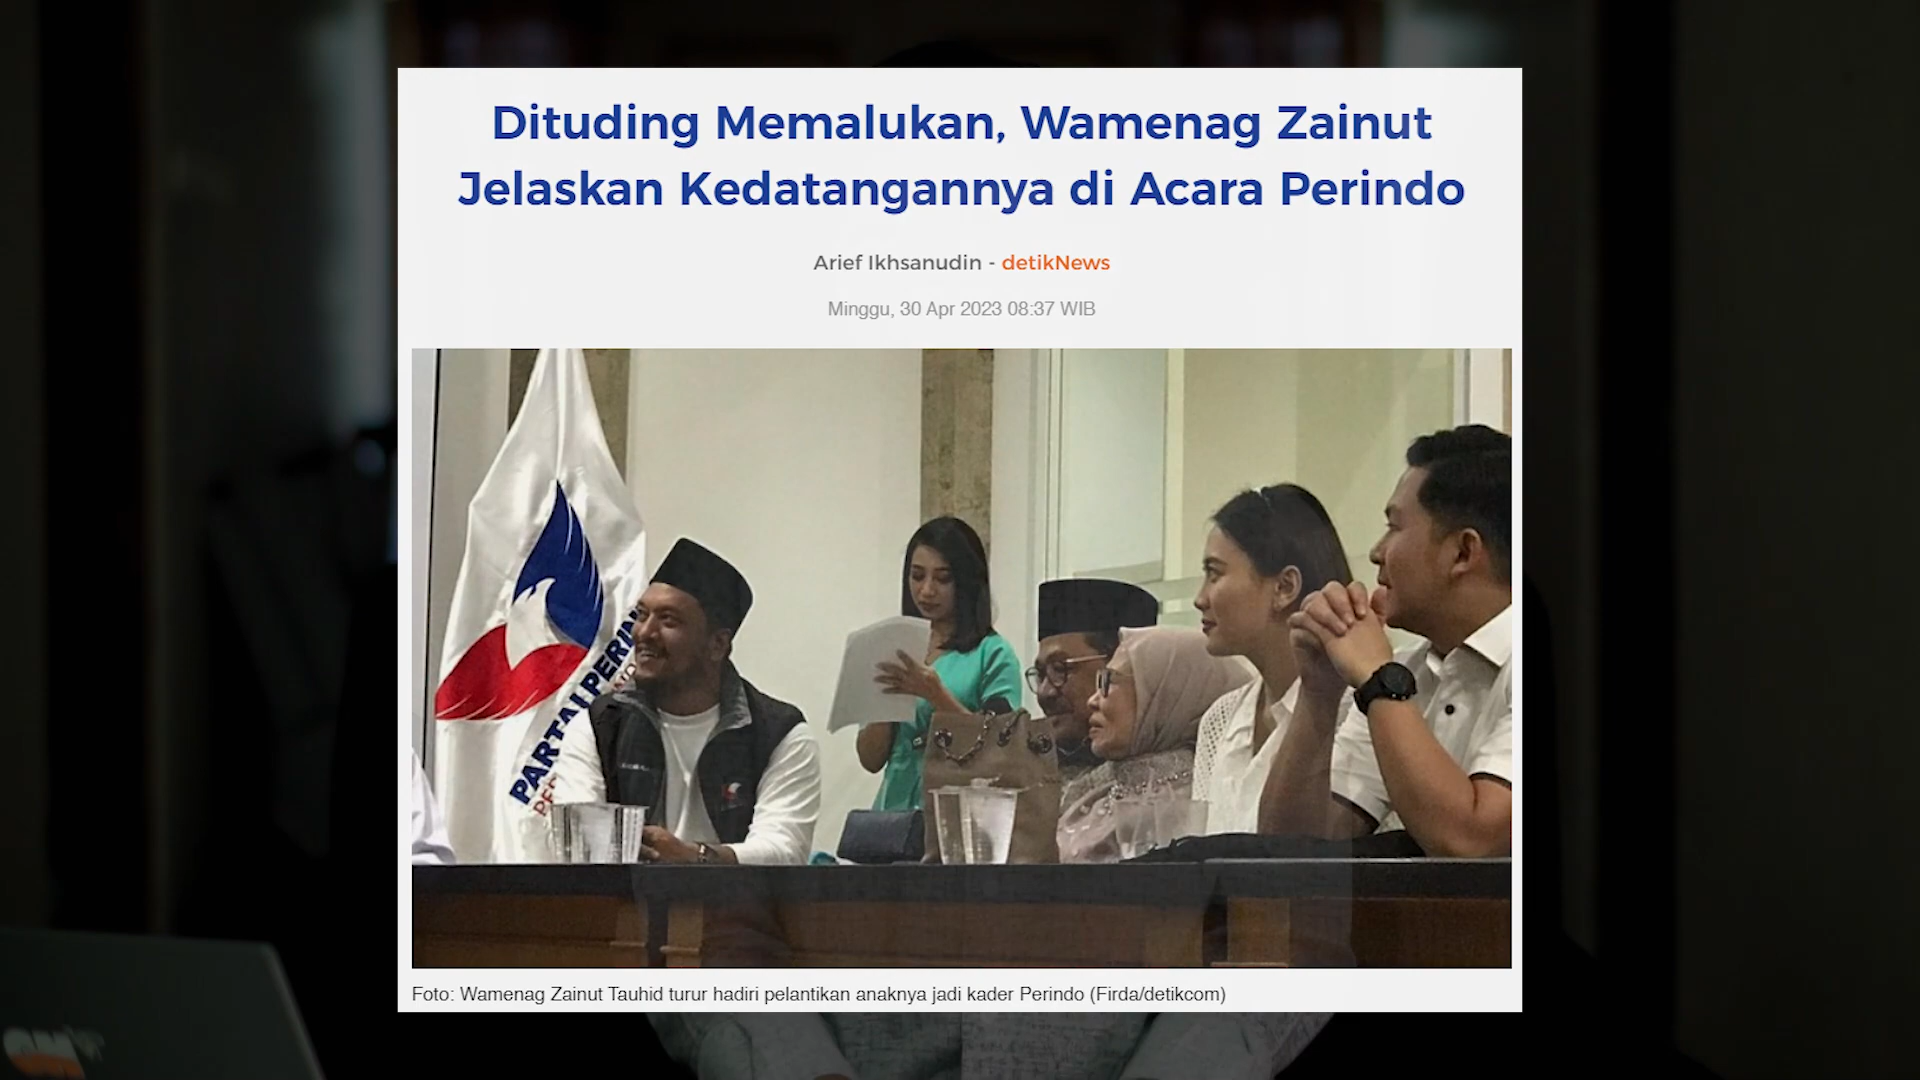 Dituding Memalukan, Wamenag Zainut
Jelaskan Kedatangannya di Acara Perindo
Arief Ikhsanudin - detikNews
Minggu, 30 Apr 2023 08:37 WIB
PARTAI PERIN
Foto: Wamenag Zainut Tauhid turur hadiri pelantikan anaknya jadi kader Perindo (Firda/detikcom)